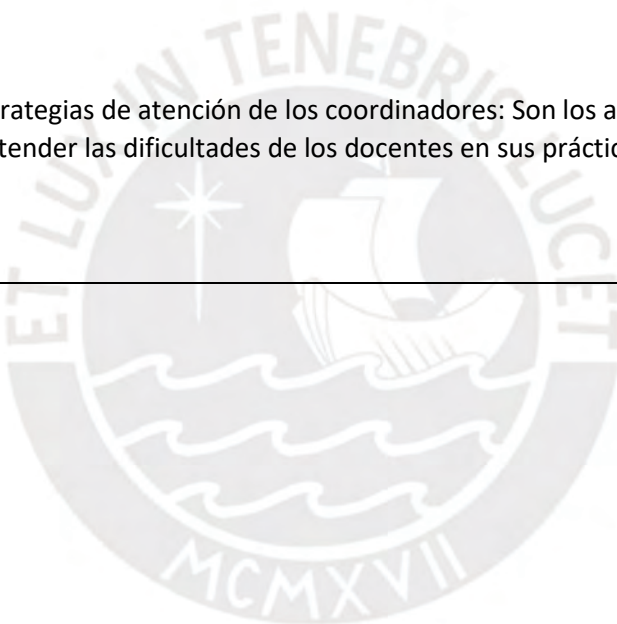 ET LUX IN TENEBRIS LUCET
rategias de atención de los coordinadores: Son los a
tender las dificultades de los docentes en sus práctic
MCMXVII